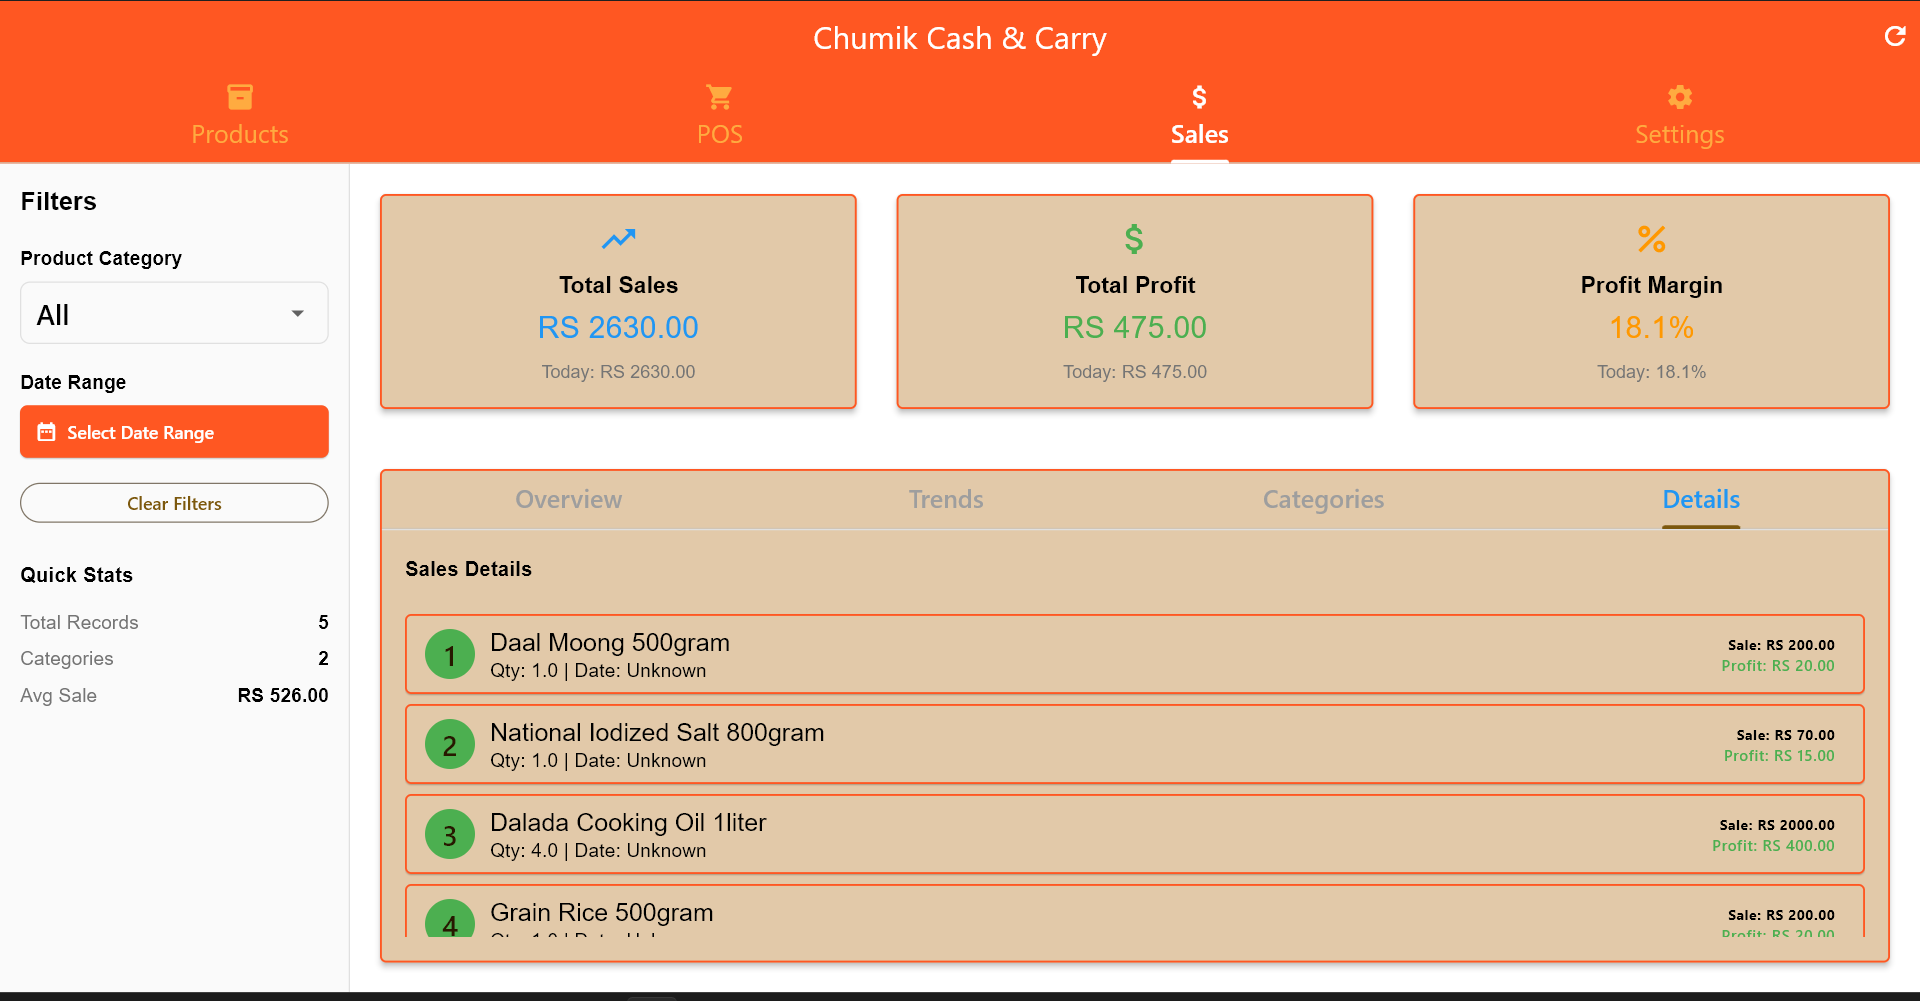 Chumik Cash & Carry
Products
POS
Sales
Settings
Filters
Product Category
All
Date Range
Select Date Range
Clear Filters
Quick Stats
Total Records 5
Categories 2
Avg Sale RS 526.00
Total Sales
RS 2630.00
Today: RS 2630.00
Total Profit
RS 475.00
Today: RS 475.00
Profit Margin
18.1%
Today: 18.1%
Overview
Trends
Categories
Details
Sales Details
1
Daal Moong 500gram
Qty: 1.0 | Date: Unknown
Sale: RS 200.00
Profit: RS 20.00
2
National Iodized Salt 800gram
Qty: 1.0 | Date: Unknown
Sale: RS 70.00
Profit: RS 15.00
3
Dalada Cooking Oil 1liter
Qty: 4.0 | Date: Unknown
Sale: RS 2000.00
Profit: RS 400.00
4
Grain Rice 500gram
Sale: RS 200.00
Profit: RS 20.00